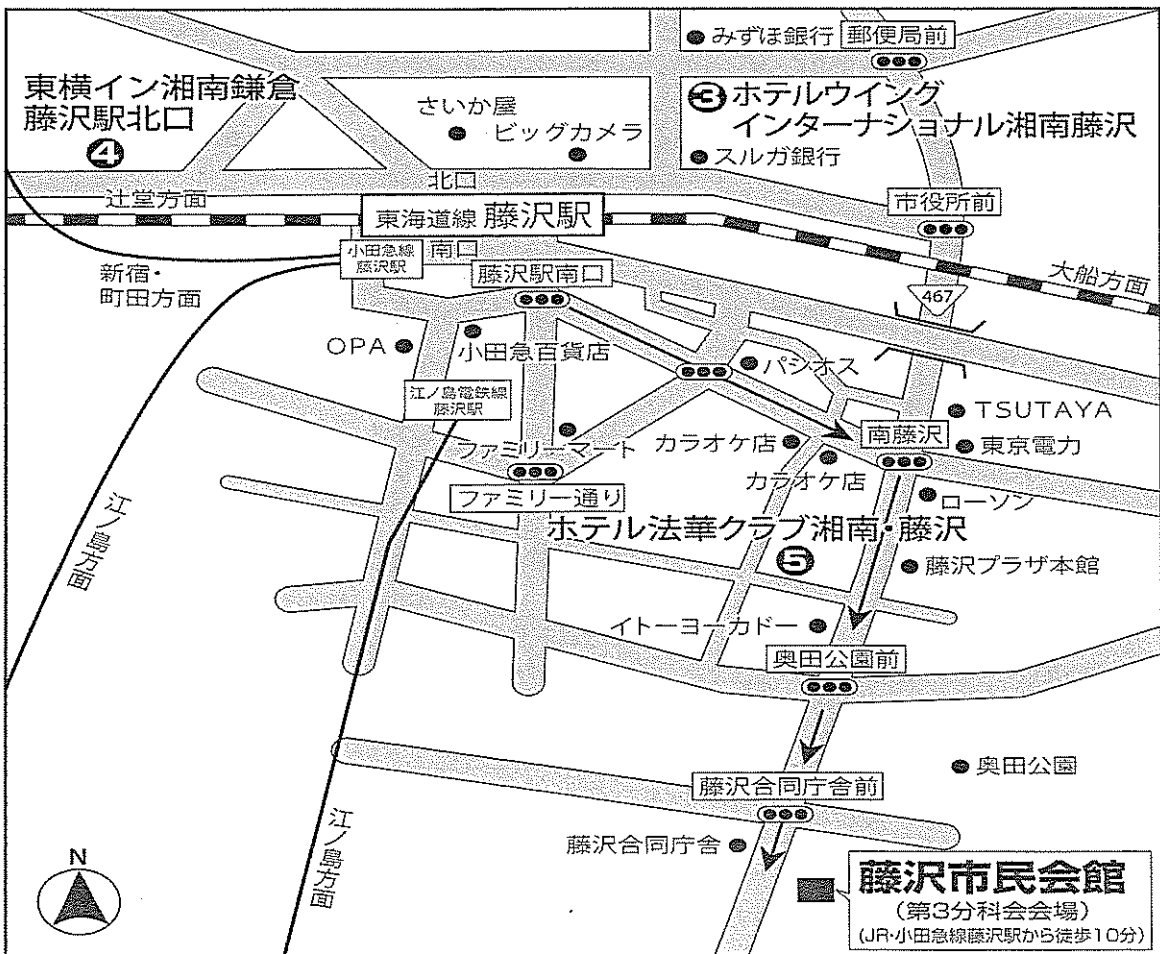 みずほ銀行
郵便局前
東横イン湘南鎌倉
藤沢駅北口
④
さいか屋
ビッグカメラ
③ホテルウイング
インターナショナル湘南藤沢
スルガ銀行
北口
辻堂方面
東海道線 藤沢駅
市役所前
小田急線
藤沢駅
南口
新宿・
町田方面
藤沢駅南口
大船方面
467
OPA
小田急百貨店
パシオス
江ノ島電鉄線
藤沢駅
TSUTAYA
ファミリーマート
カラオケ店
南藤沢
東京電力
カラオケ店
ファミリー通り
ローソン
江ノ島方面
ホテル法華クラブ湘南・藤沢
⑤
藤沢プラザ本館
イトーヨーカドー
奥田公園前
奥田公園
藤沢合同庁舎前
江ノ島方面
藤沢合同庁舎
N
藤沢市民会館
(第3分科会会場)
(JR・小田急線藤沢駅から徒歩10分)